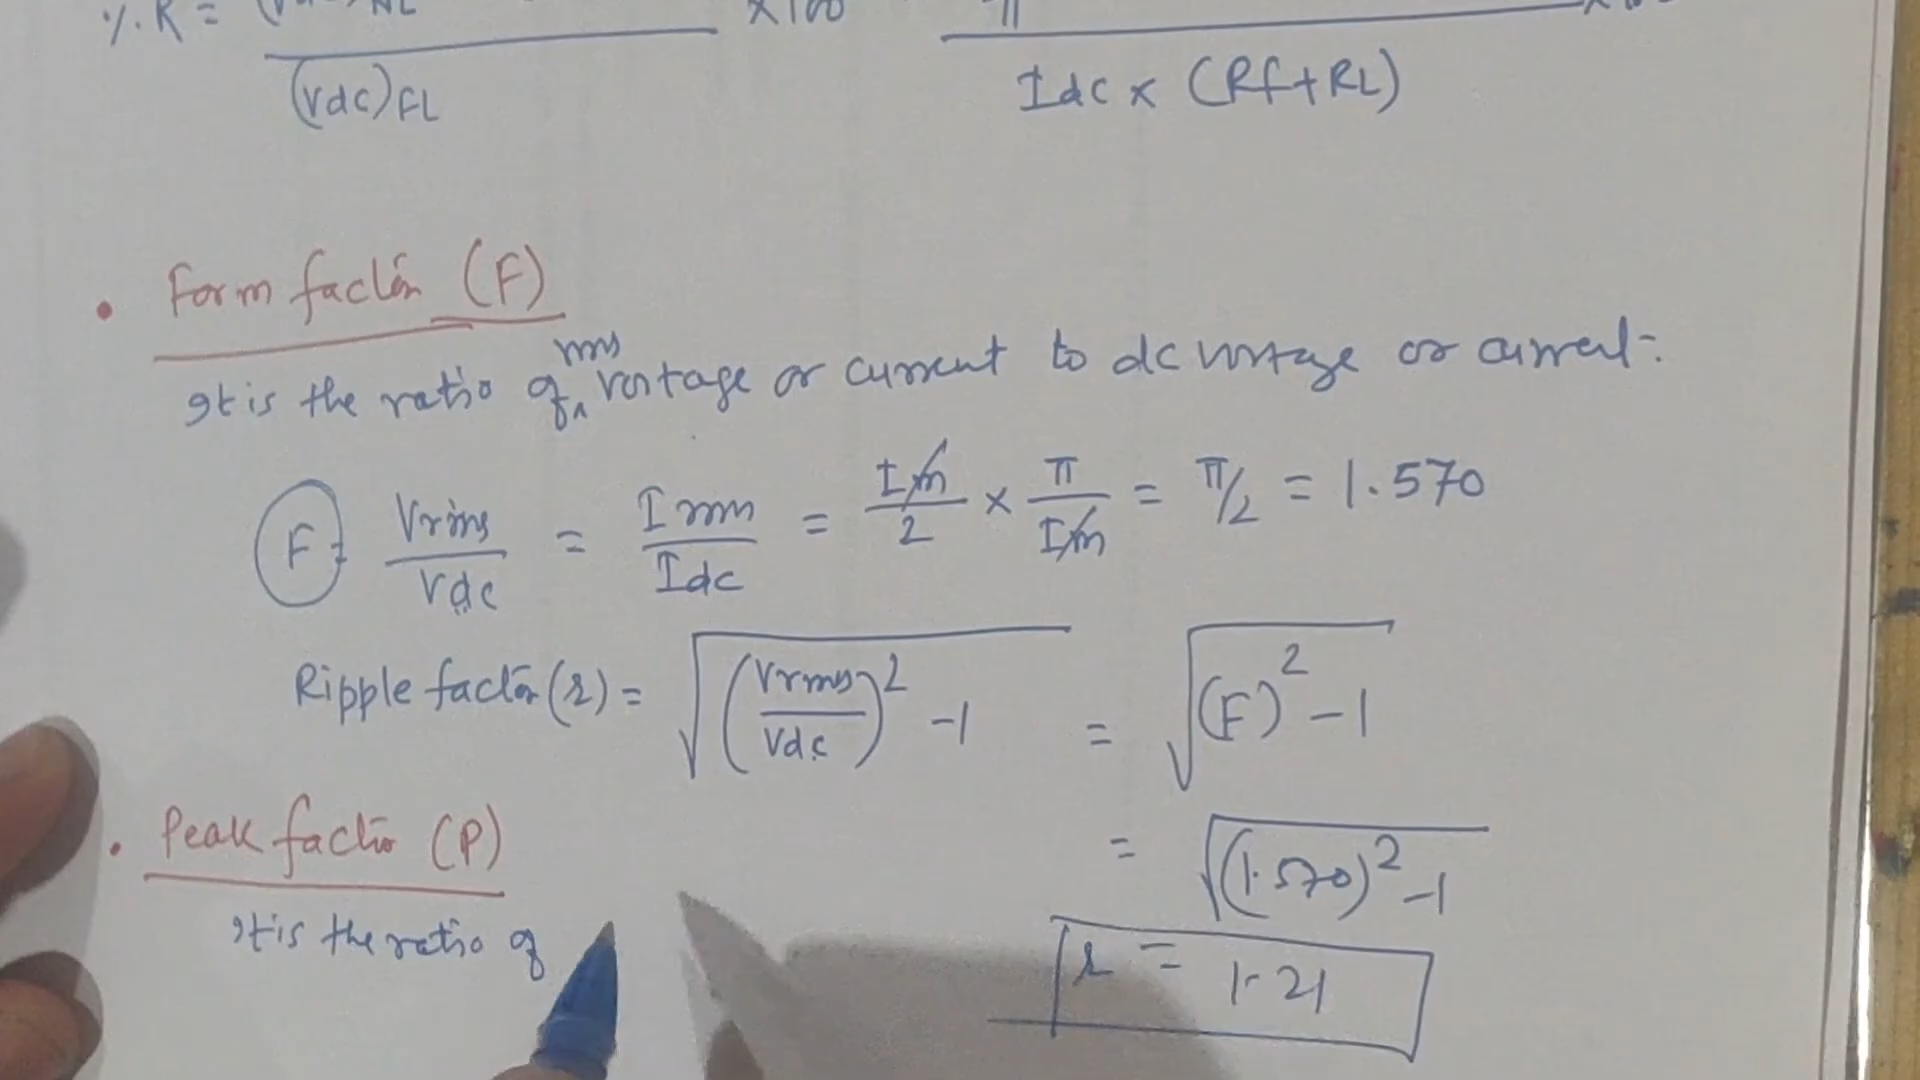 %. R = ×100 π
(Vdc)FL Idc × (Rf+RL)
• Form factor (F)
It is the ratio of rms voltage or current to dc voltage or current.
F = Vrms/Vdc = Irms/Idc = Im/2 × π/Im = π/2 = 1.570
Ripple factor (r) = √((Vrms/Vdc)² -1) = √((F)² -1)
• Peak factor (P) = √((1.570)² -1)
It is the ratio of r = 1.21